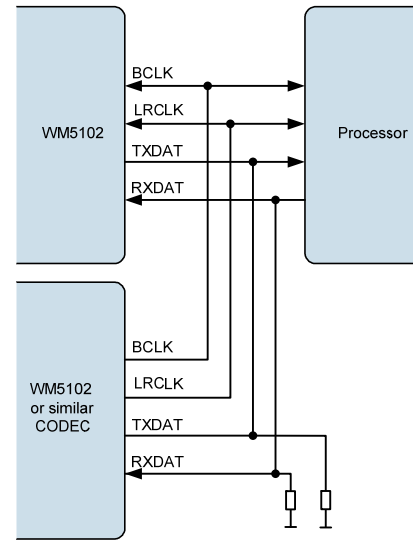 BCLK
LRCLK
WM5102
Processor
TXDAT
RXDAT
BCLK
LRCLK
WM5102
or similar
CODEC
TXDAT
RXDAT